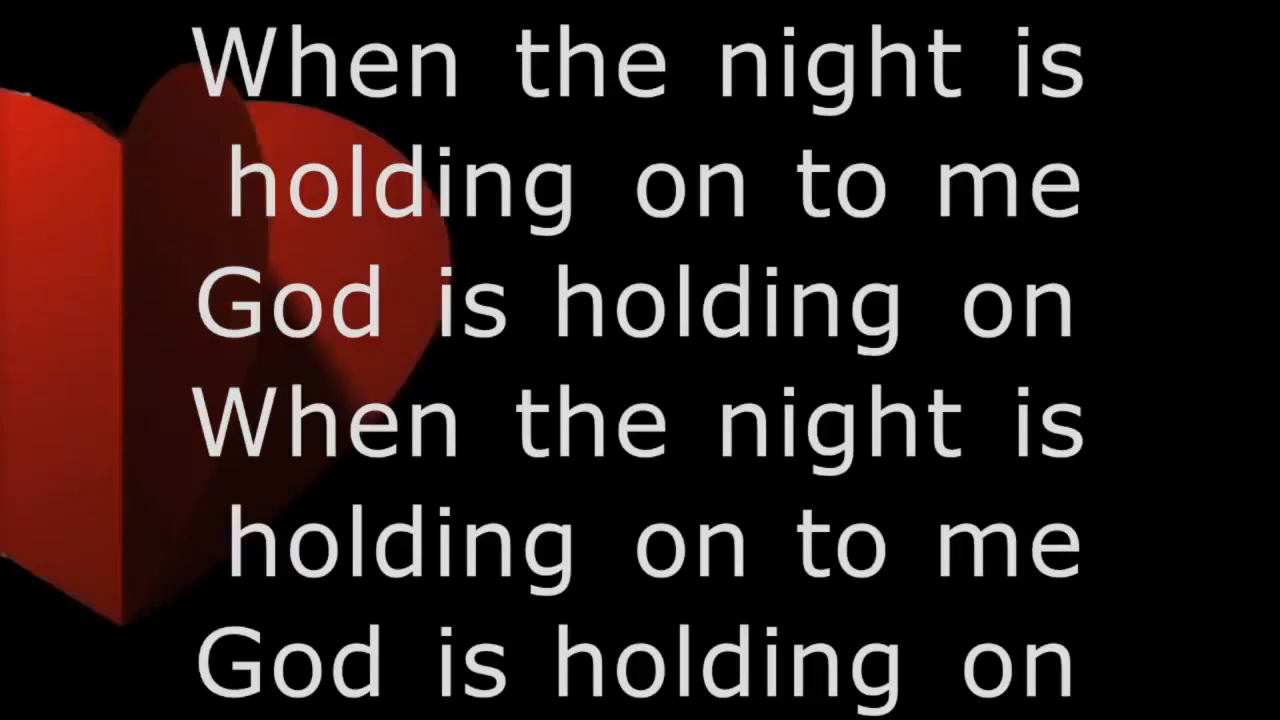 When the night is
holding on to me
God is holding on
When the night is
holding on to me
God is holding on